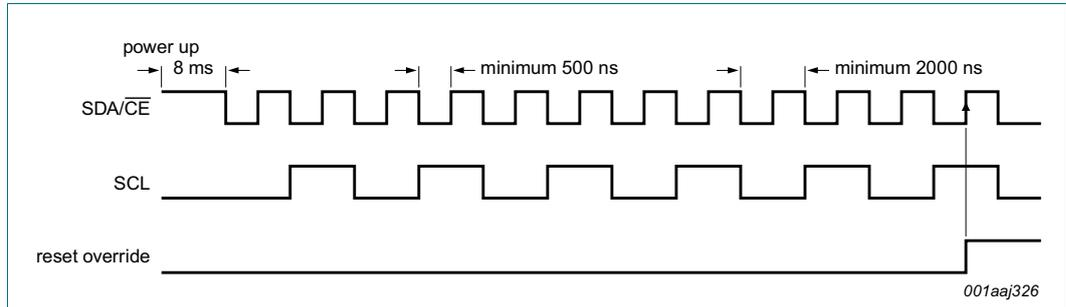 power up
8 ms
minimum 500 ns
minimum 2000 ns
SDA/CE
SCL
reset override
001aaj326